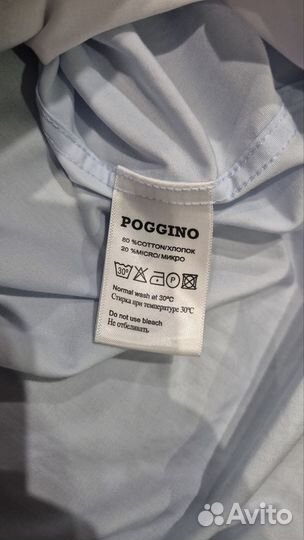 POGGINO
80 %COTTON/ХЛОПОК
20 %MICRO/ МИКРО
30° P
Normal wash at 30°C
Стирка при температуре 30°C
Do not use bleach
Не отбеливать
Avito